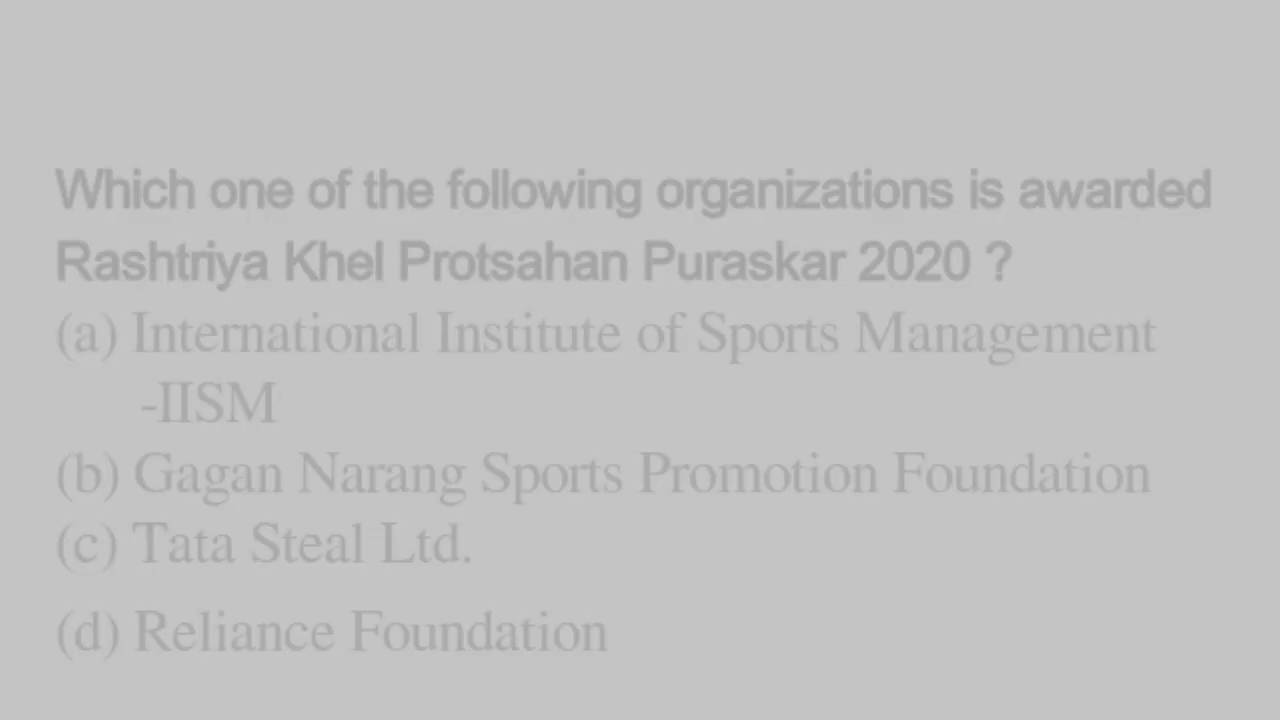 Which one of the following organizations is awarded
Rashtriya Khel Protsahan Puraskar 2020 ?
(a) International Institute of Sports Management
-IISM
(b) Gagan Narang Sports Promotion Foundation
(c) Tata Steal Ltd.
(d) Reliance Foundation